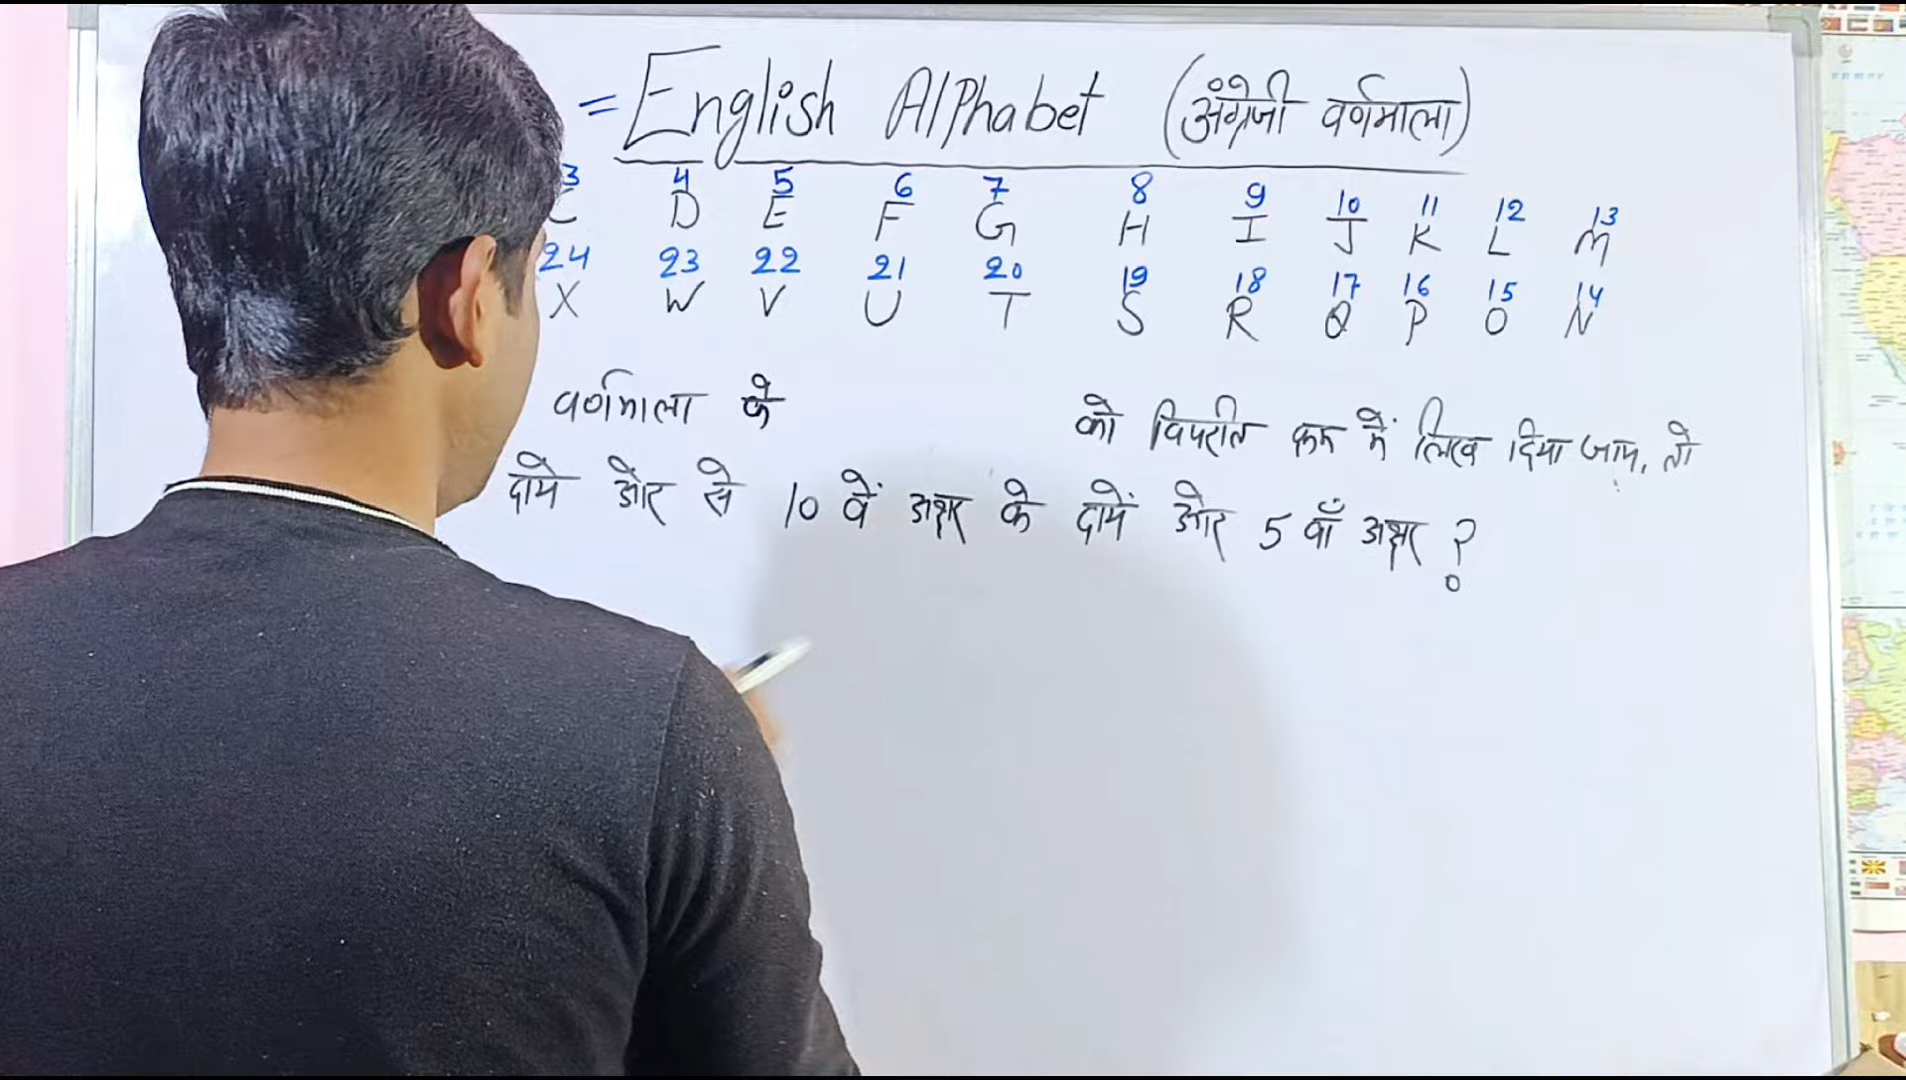 = English Alphabet (अंग्रेजी वर्णमाला)
3 4 5 6 7 8 9 10 11 12 13
C D E F G H I J K L M
24 23 22 21 20 19 18 17 16 15 14
X W V U T S R Q P O N
वर्णमाला के को विपरीत क्रम में लिख दिया जाय, तो
दायें ओर से 10 वें अक्षर के दायें ओर 5 वाँ अक्षर ?